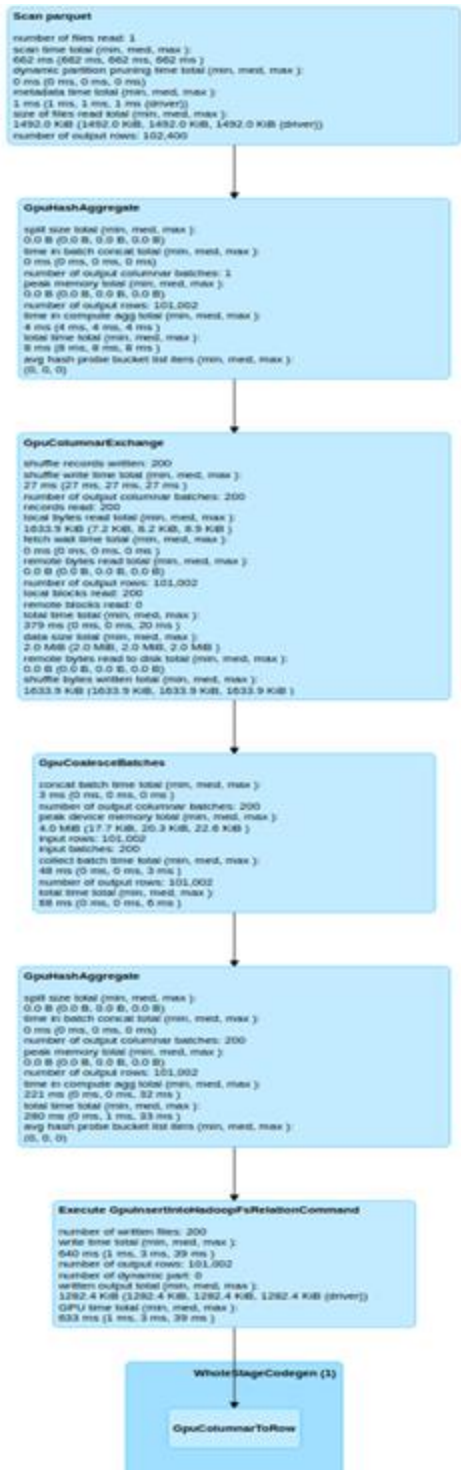 Scan parquet
number of files read: 1
scan time total (min, med, max ):
662 ms (662 ms, 662 ms, 662 ms )
dynamic partition pruning time total (min, med, max ):
0 ms (0 ms, 0 ms, 0 ms)
metadata time total (min, med, max ):
1 ms (1 ms, 1 ms, 1 ms (driver))
size of files read total (min, med, max ):
1492.0 KiB (1492.0 KiB, 1492.0 KiB, 1492.0 KiB (driver))
number of output rows: 102,400
GpuHashAggregate
spill size total (min, med, max ):
0.0 B (0.0 B, 0.0 B, 0.0 B)
time in batch concat total (min, med, max ):
0 ms (0 ms, 0 ms, 0 ms)
number of output columnar batches: 1
peak memory total (min, med, max ):
0.0 B (0.0 B, 0.0 B, 0.0 B)
number of output rows: 101,002
time in compute agg total (min, med, max ):
4 ms (4 ms, 4 ms, 4 ms )
total time total (min, med, max ):
8 ms (8 ms, 8 ms, 8 ms )
avg hash probe bucket list iters (min, med, max ):
(0, 0, 0)
GpuColumnarExchange
shuffle records written: 200
shuffle write time total (min, med, max ):
27 ms (27 ms, 27 ms, 27 ms )
number of output columnar batches: 200
records read: 200
local bytes read total (min, med, max ):
1633.9 KiB (7.2 KiB, 8.2 KiB, 8.9 KiB )
fetch wait time total (min, med, max ):
0 ms (0 ms, 0 ms, 0 ms )
remote bytes read total (min, med, max ):
0.0 B (0.0 B, 0.0 B, 0.0 B)
number of output rows: 101,002
local blocks read: 200
remote blocks read: 0
total time total (min, med, max ):
379 ms (0 ms, 0 ms, 20 ms )
data size total (min, med, max ):
2.0 MiB (2.0 MiB, 2.0 MiB, 2.0 MiB )
remote bytes read to disk total (min, med, max ):
0.0 B (0.0 B, 0.0 B, 0.0 B)
shuffle bytes written total (min, med, max ):
1633.9 KiB (1633.9 KiB, 1633.9 KiB, 1633.9 KiB )
GpuCoalesceBatches
concat batch time total (min, med, max ):
3 ms (0 ms, 0 ms, 0 ms )
number of output columnar batches: 200
peak device memory total (min, med, max ):
4.0 MiB (17.7 KiB, 20.3 KiB, 22.6 KiB )
input rows: 101,002
input batches: 200
collect batch time total (min, med, max ):
48 ms (0 ms, 0 ms, 3 ms )
number of output rows: 101,002
total time total (min, med, max ):
88 ms (0 ms, 0 ms, 6 ms )
GpuHashAggregate
spill size total (min, med, max ):
0.0 B (0.0 B, 0.0 B, 0.0 B)
time in batch concat total (min, med, max ):
0 ms (0 ms, 0 ms, 0 ms)
number of output columnar batches: 200
peak memory total (min, med, max ):
0.0 B (0.0 B, 0.0 B, 0.0 B)
number of output rows: 101,002
time in compute agg total (min, med, max ):
221 ms (0 ms, 0 ms, 32 ms )
total time total (min, med, max ):
280 ms (0 ms, 1 ms, 33 ms )
avg hash probe bucket list iters (min, med, max ):
(0, 0, 0)
Execute GpuInsertIntoHadoopFsRelationCommand
number of written files: 200
write time total (min, med, max ):
640 ms (1 ms, 3 ms, 39 ms )
number of output rows: 101,002
number of dynamic part: 0
written output total (min, med, max ):
1282.4 KiB (1282.4 KiB, 1282.4 KiB, 1282.4 KiB (driver))
GPU time total (min, med, max ):
633 ms (1 ms, 3 ms, 39 ms )
WholeStageCodegen (1)
GpuColumnarToRow